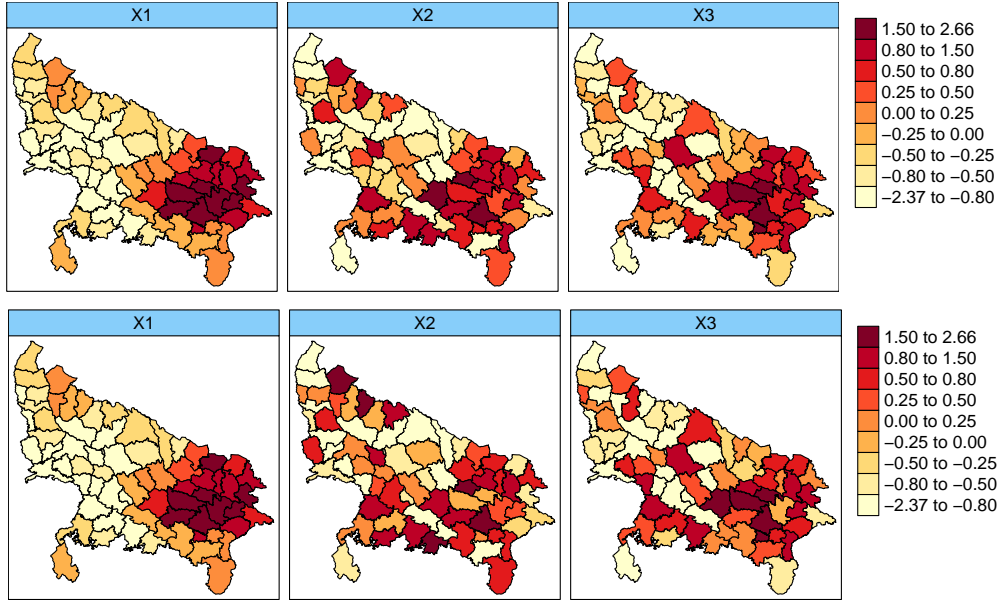 X1
X2
X3
1.50 to 2.66
0.80 to 1.50
0.50 to 0.80
0.25 to 0.50
0.00 to 0.25
−0.25 to 0.00
−0.50 to −0.25
−0.80 to −0.50
−2.37 to −0.80
X1
X2
X3
1.50 to 2.66
0.80 to 1.50
0.50 to 0.80
0.25 to 0.50
0.00 to 0.25
−0.25 to 0.00
−0.50 to −0.25
−0.80 to −0.50
−2.37 to −0.80